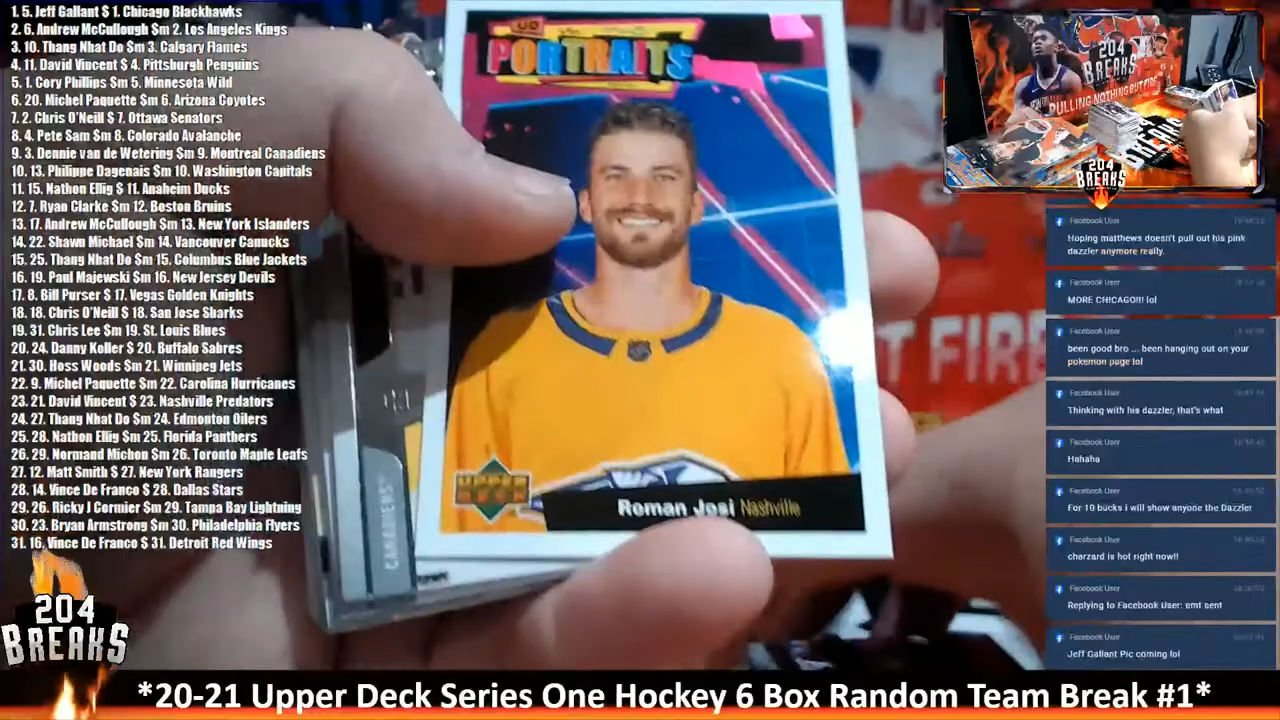 1. 5. Jeff Gallant $ 1. Chicago Blackhawks
2. 6. Andrew McCullough $m 2. Los Angeles Kings
3. 10. Thang Nhat Do $m 3. Calgary Flames
4. 11. David Vincent $ 4. Pittsburgh Penguins
5. 1. Cory Phillips $m 5. Minnesota Wild
6. 20. Michel Paquette $m 6. Arizona Coyotes
7. 2. Chris O'Neill $ 7. Ottawa Senators
8. 4. Pete Sam $m 8. Colorado Avalanche
9. 3. Dennie van de Wetering $m 9. Montreal Canadiens
10. 13. Philippe Dagenais $m 10. Washington Capitals
11. 15. Nathon Ellig $ 11. Anaheim Ducks
12. 7. Ryan Clarke $m 12. Boston Bruins
13. 17. Andrew McCullough $m 13. New York Islanders
14. 22. Shawn Michael $m 14. Vancouver Canucks
15. 25. Thang Nhat Do $m 15. Columbus Blue Jackets
16. 19. Paul Majewski $m 16. New Jersey Devils
17. 8. Bill Purser $ 17. Vegas Golden Knights
18. 18. Chris O'Neill $ 18. San Jose Sharks
19. 31. Chris Lee $m 19. St. Louis Blues
20. 24. Danny Keller $ 20. Buffalo Sabres
21. 30. Hoss Woods $m 21. Winnipeg Jets
22. 9. Michel Paquette $m 22. Carolina Hurricanes
23. 21. David Vincent $ 23. Nashville Predators
24. 27. Thang Nhat Do $m 24. Edmonton Oilers
25. 28. Nathon Ellig $m 25. Florida Panthers
26. 29. Normand Michon $m 26. Toronto Maple Leafs
27. 12. Matt Smith $ 27. New York Rangers
28. 14. Vince De Franco $ 28. Dallas Stars
29. 26. Ricky J Cormier $m 29. Tampa Bay Lightning
30. 23. Bryan Armstrong $m 30. Philadelphia Flyers
31. 16. Vince De Franco $ 31. Detroit Red Wings
204
BREAKS
UD
PORTRAITS
UPPER
DECK
Roman Josi Nashville
CANADIENS
T FIRE
204
BREAKS
PULLING NOTHING BUT FIRE
BREAKS
204
BREAKS
Facebook User
Hoping matthews doesn't pull out his pink
dazzler anymore really.
Facebook User
MORE CHICAGO!!! lol
Facebook User
been good bro ... been hanging out on your
pokemon page lol
Facebook User
Thinking with his dazzler, that's what
Facebook User
Hahaha
Facebook User
For 10 bucks i will show anyone the Dazzler
Facebook User
charzard is hot right now!!
Facebook User
Replying to Facebook User: emt sent
Facebook User
Jeff Gallant Pic coming lol
*20-21 Upper Deck Series One Hockey 6 Box Random Team Break #1*